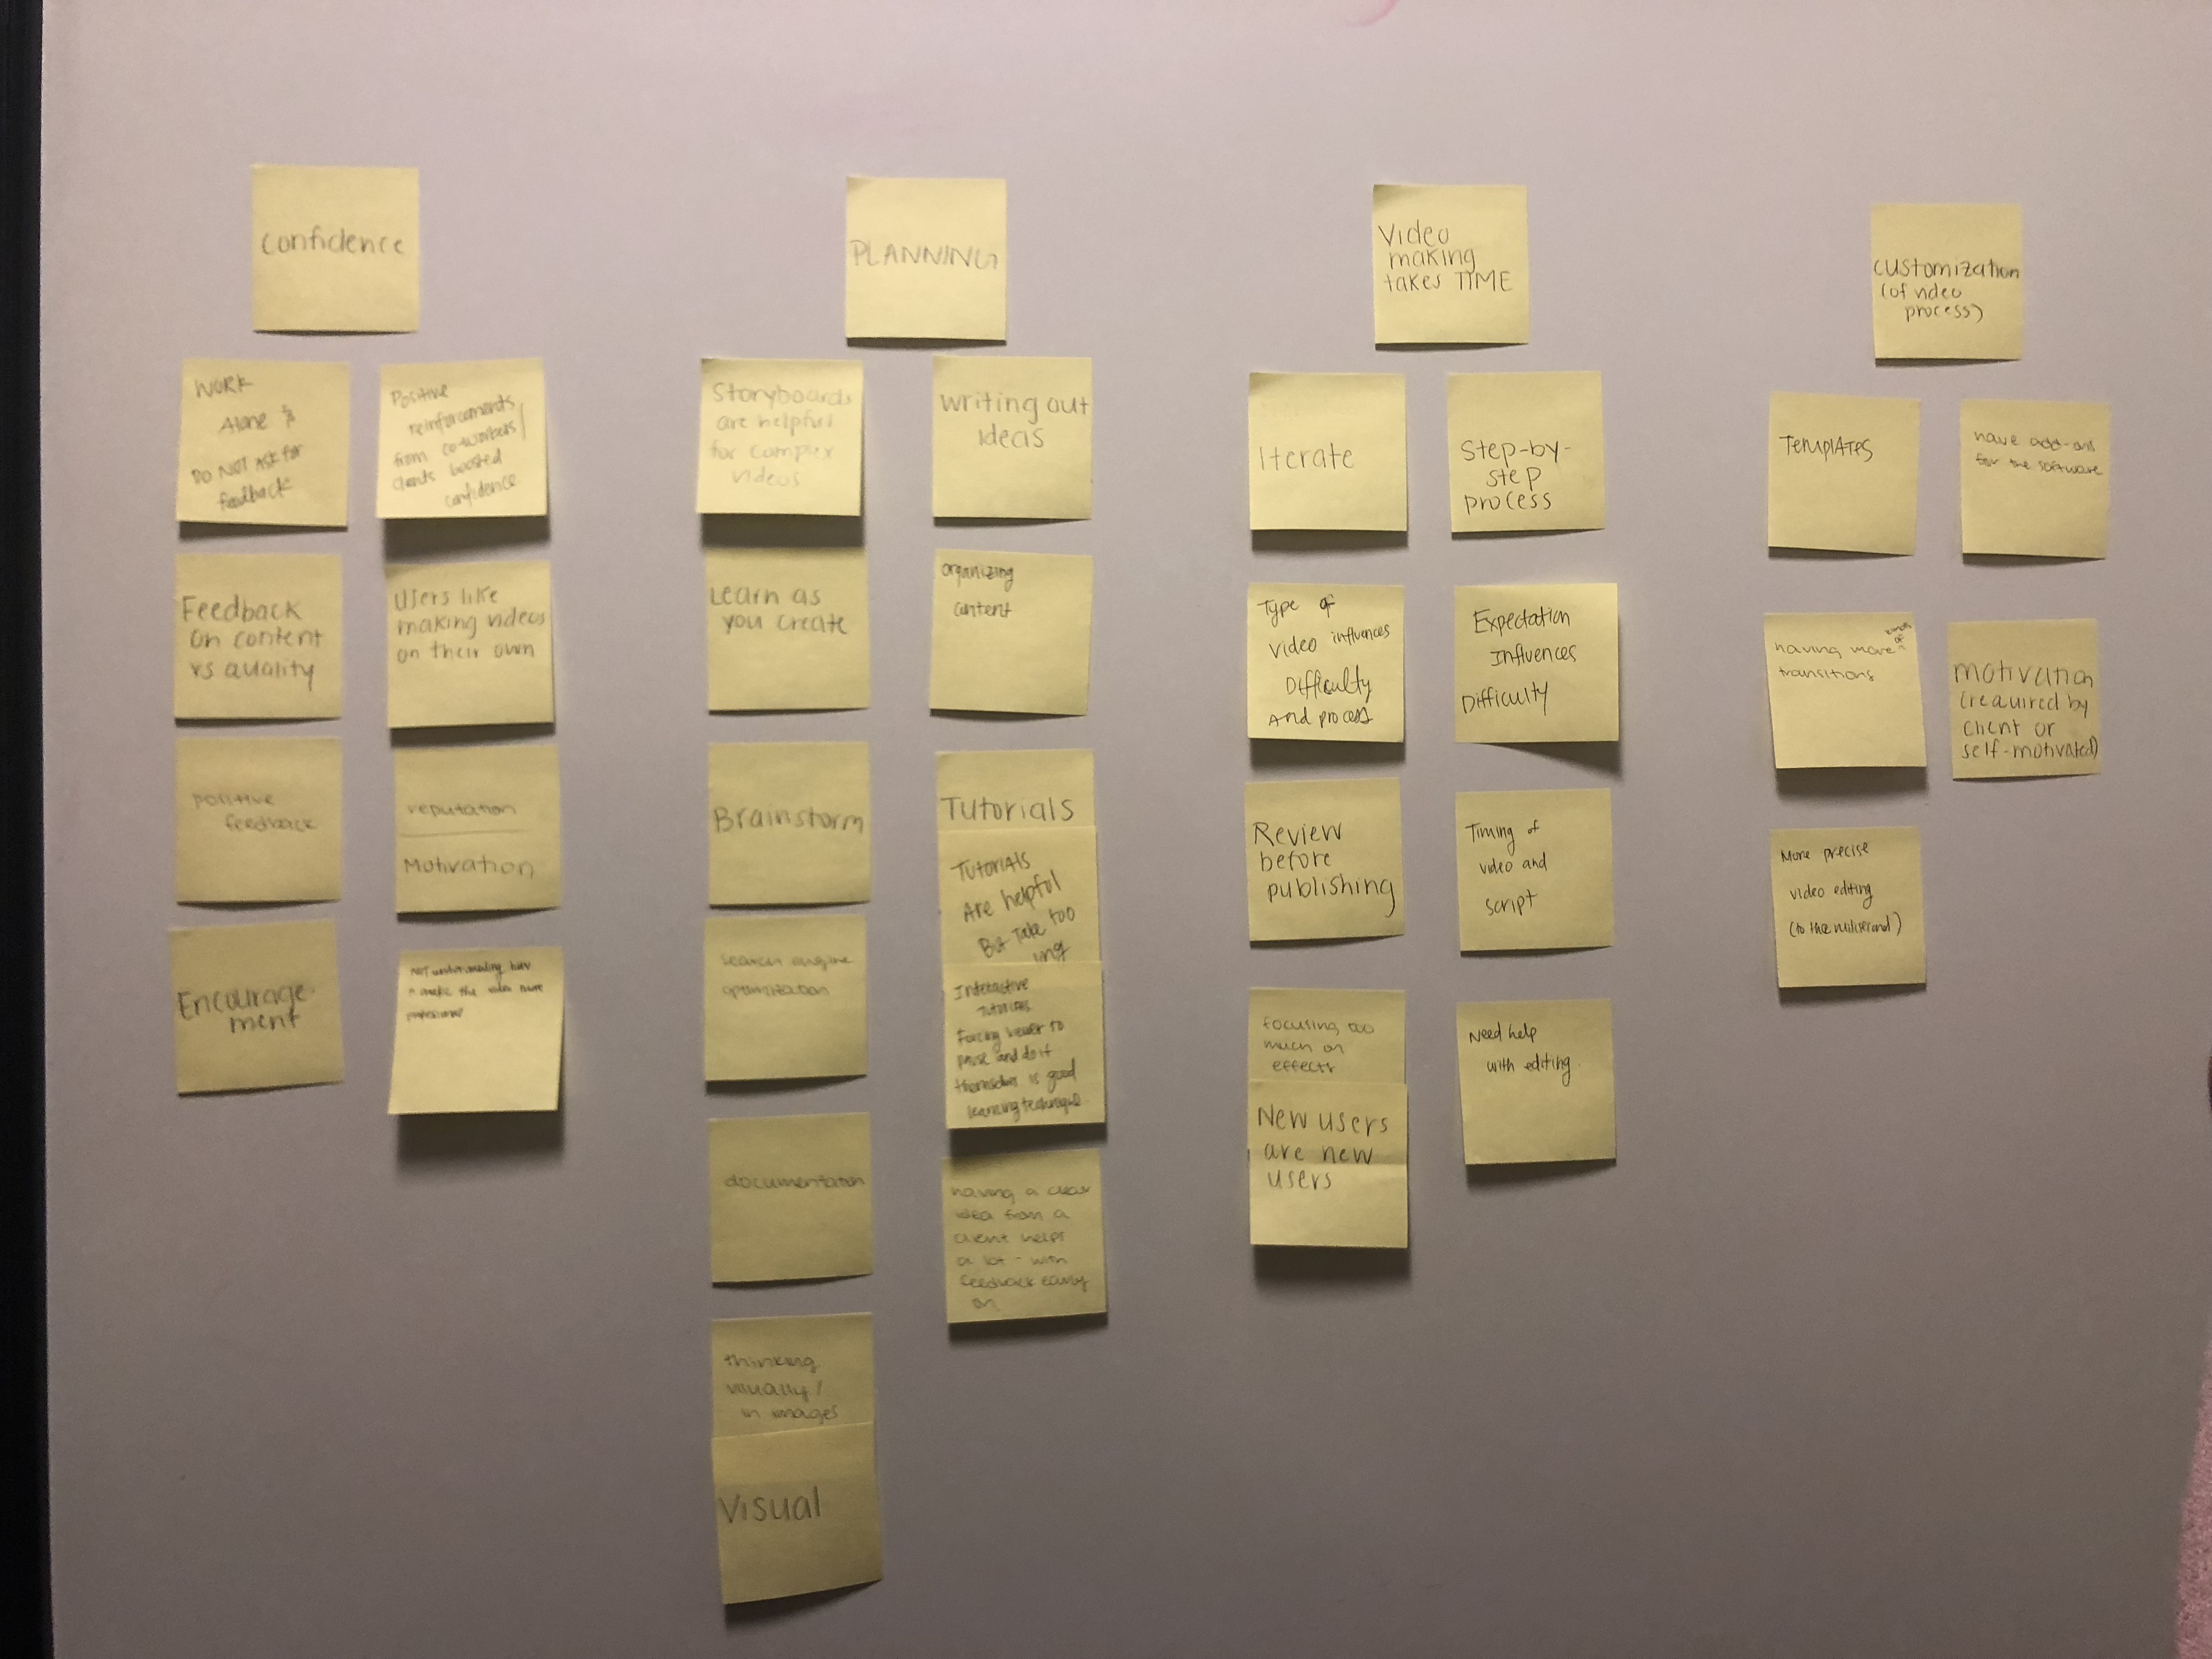 confidence
WORK
Alone &
DO NOT ASK for
feedback
Positive
reinforcements
from co-workers/
clients boosted
confidence
Feedback
on content
vs quality
Users like
making videos
on their own
positive
feedback
reputation
Motivation
Encourage-
ment
Not understanding how
to make the video more
professional
PLANNING
Storyboards
are helpful
for complex
videos
writing out
ideas
Learn as
you create
organizing
content
Brainstorm
Tutorials
Tutorials
Are helpful
But Take too
long
search engine
optimization
Interactive
Tutorials
Forcing viewer to
pause and do it
themselves is good
learning technique.
documentation
having a clear
idea from a
client helps
a lot - with
feedback early
on
thinking
visually/
in images
Visual
Video
making
takes TIME
Iterate
Step-by-
step
process
Type of
video influences
Difficulty
And process
Expectation
Influences
Difficulty
Review
before
publishing
Timing of
video and
script
focusing too
much on
effects
New users
are new
users
Need help
with editing
customization
(of video
process)
TEMPLATES
have add-ons
for the software
having more kinds of
transitions
motivation
(reaquired by
client or
self-motivated)
More precise
video editing
(to the millisecond)